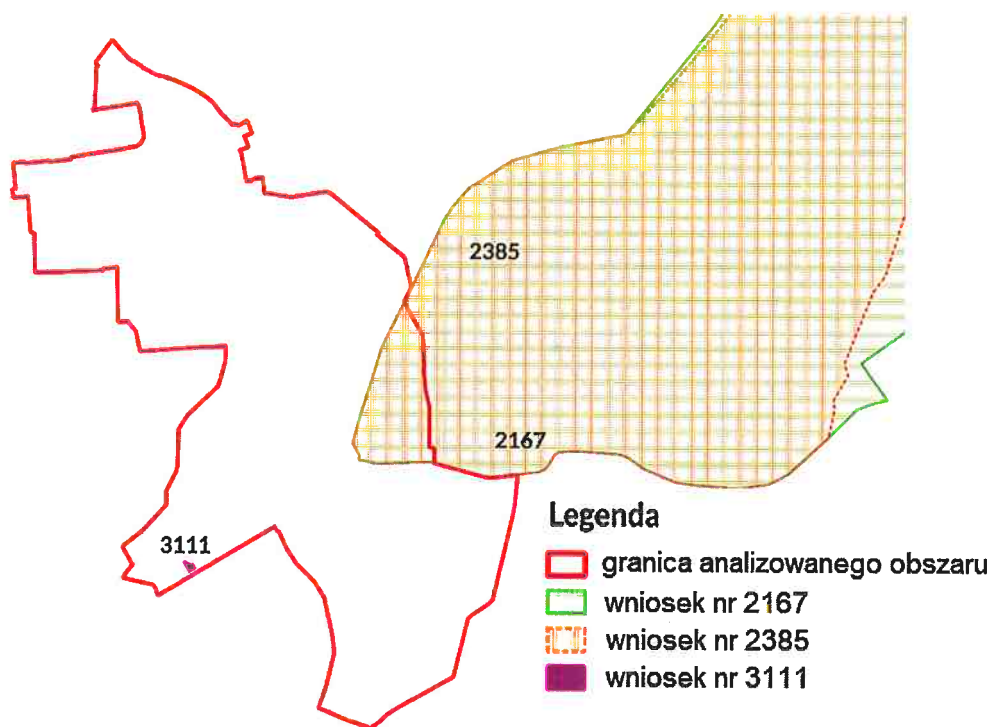 2385
2167
3111
Legenda
granica analizowanego obszaru
wniosek nr 2167
wniosek nr 2385
wniosek nr 3111